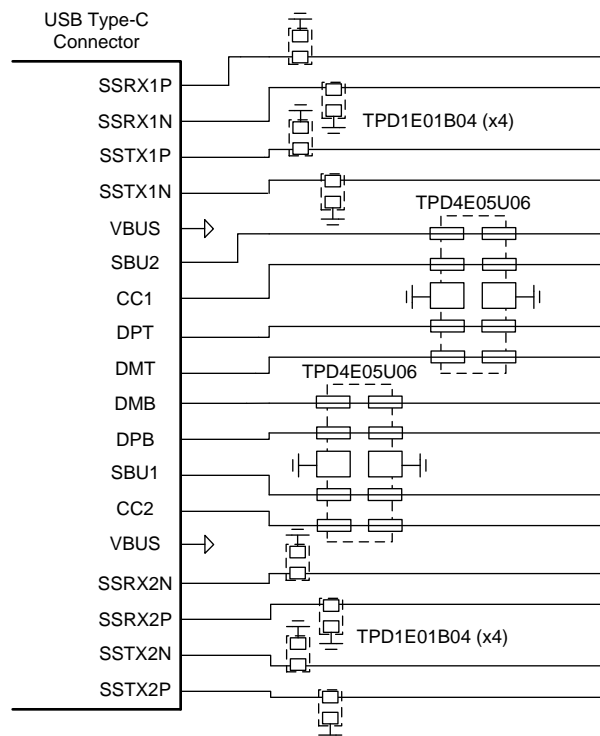 USB Type-C
Connector
SSRX1P
SSRX1N
TPD1E01B04 (x4)
SSTX1P
SSTX1N
TPD4E05U06
VBUS
SBU2
CC1
DPT
DMT
TPD4E05U06
DMB
DPB
SBU1
CC2
VBUS
SSRX2N
SSRX2P
TPD1E01B04 (x4)
SSTX2N
SSTX2P